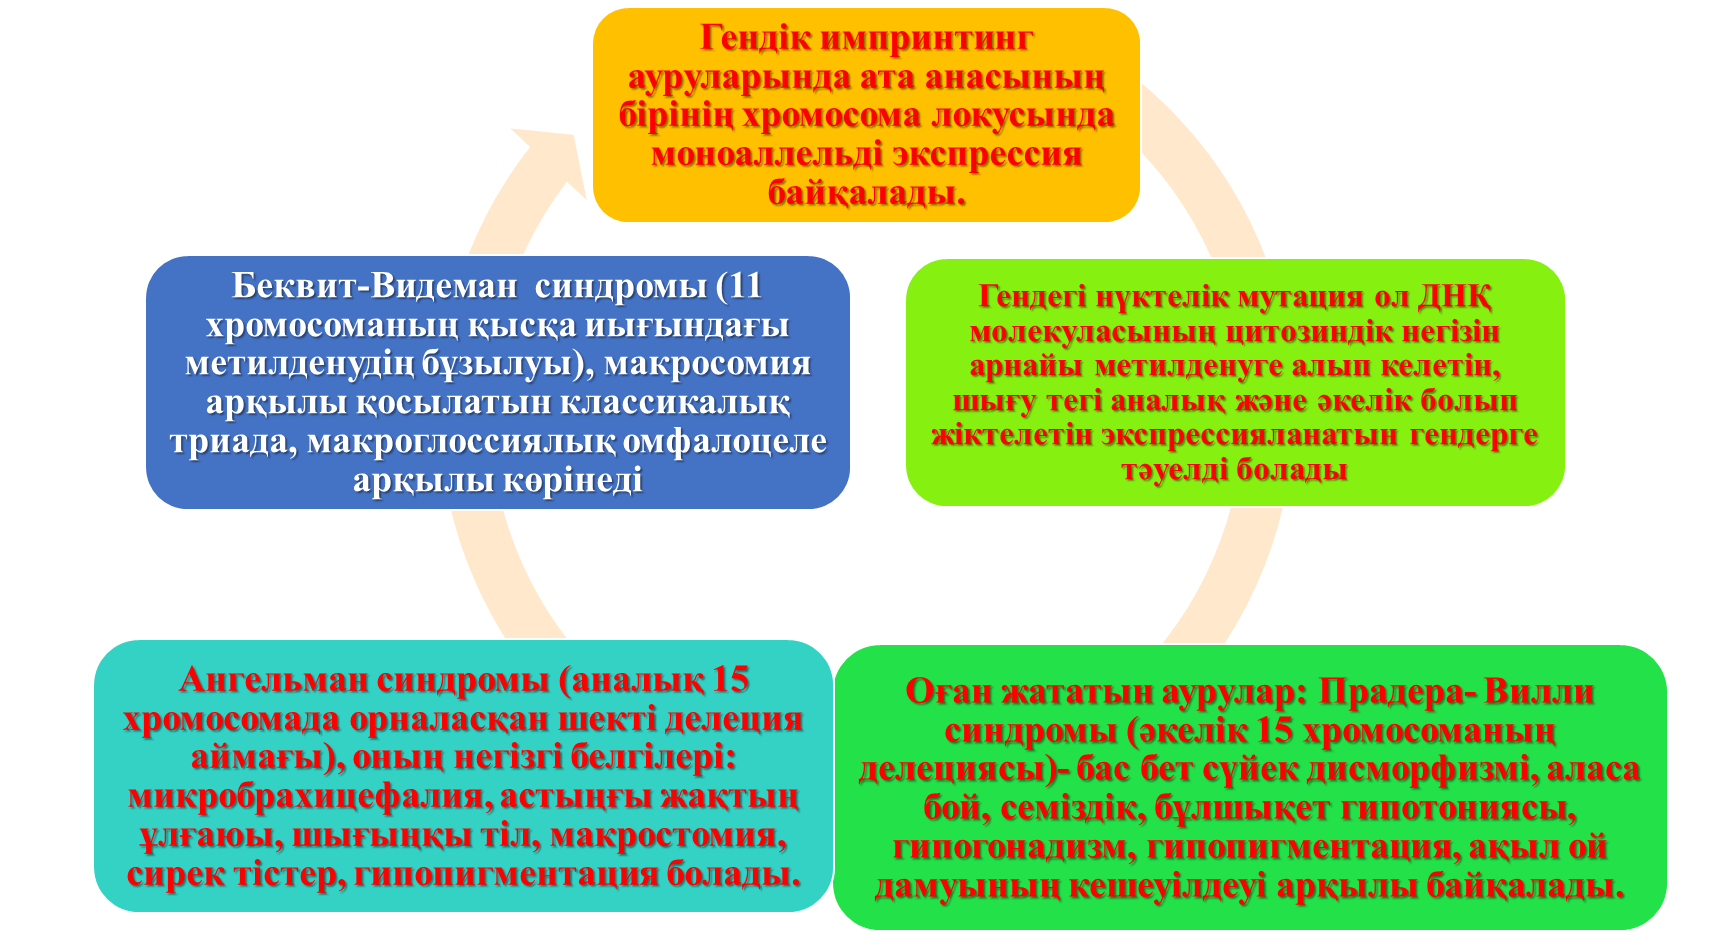 Гендік импринтинг
ауруларында ата анасының
бірінің хромосома локусында
моноаллельді экспрессия
байқалады.
Гендегі нүктелік мутация ол ДНҚ
молекуласының цитозиндік негізін
арнайы метилденуге алып келетін,
шығу тегі аналық және әкелік болып
жіктелетін экспрессияланатын гендерге
тәуелді болады
Оған жататын аурулар: Прадера- Вилли
синдромы (әкелік 15 хромосоманың
делециясы)- бас бет сүйек дисморфизмі, аласа
бой, семіздік, бұлшықет гипотониясы,
гипогонадизм, гипопигментация, ақыл ой
дамуының кешеуілдеуі арқылы байқалады.
Ангельман синдромы (аналық 15
хромосомада орналасқан шекті делеция
аймағы), оның негізгі белгілері:
микробрахицефалия, астыңғы жақтың
ұлғаюы, шығыңқы тіл, макростомия,
сирек тістер, гипопигментация болады.
Беквит-Видеман синдромы (11
хромосоманың қысқа иығындағы
метилденудің бұзылуы), макросомия
арқылы қосылатын классикалық
триада, макроглоссиялық омфалоцеле
арқылы көрінеді